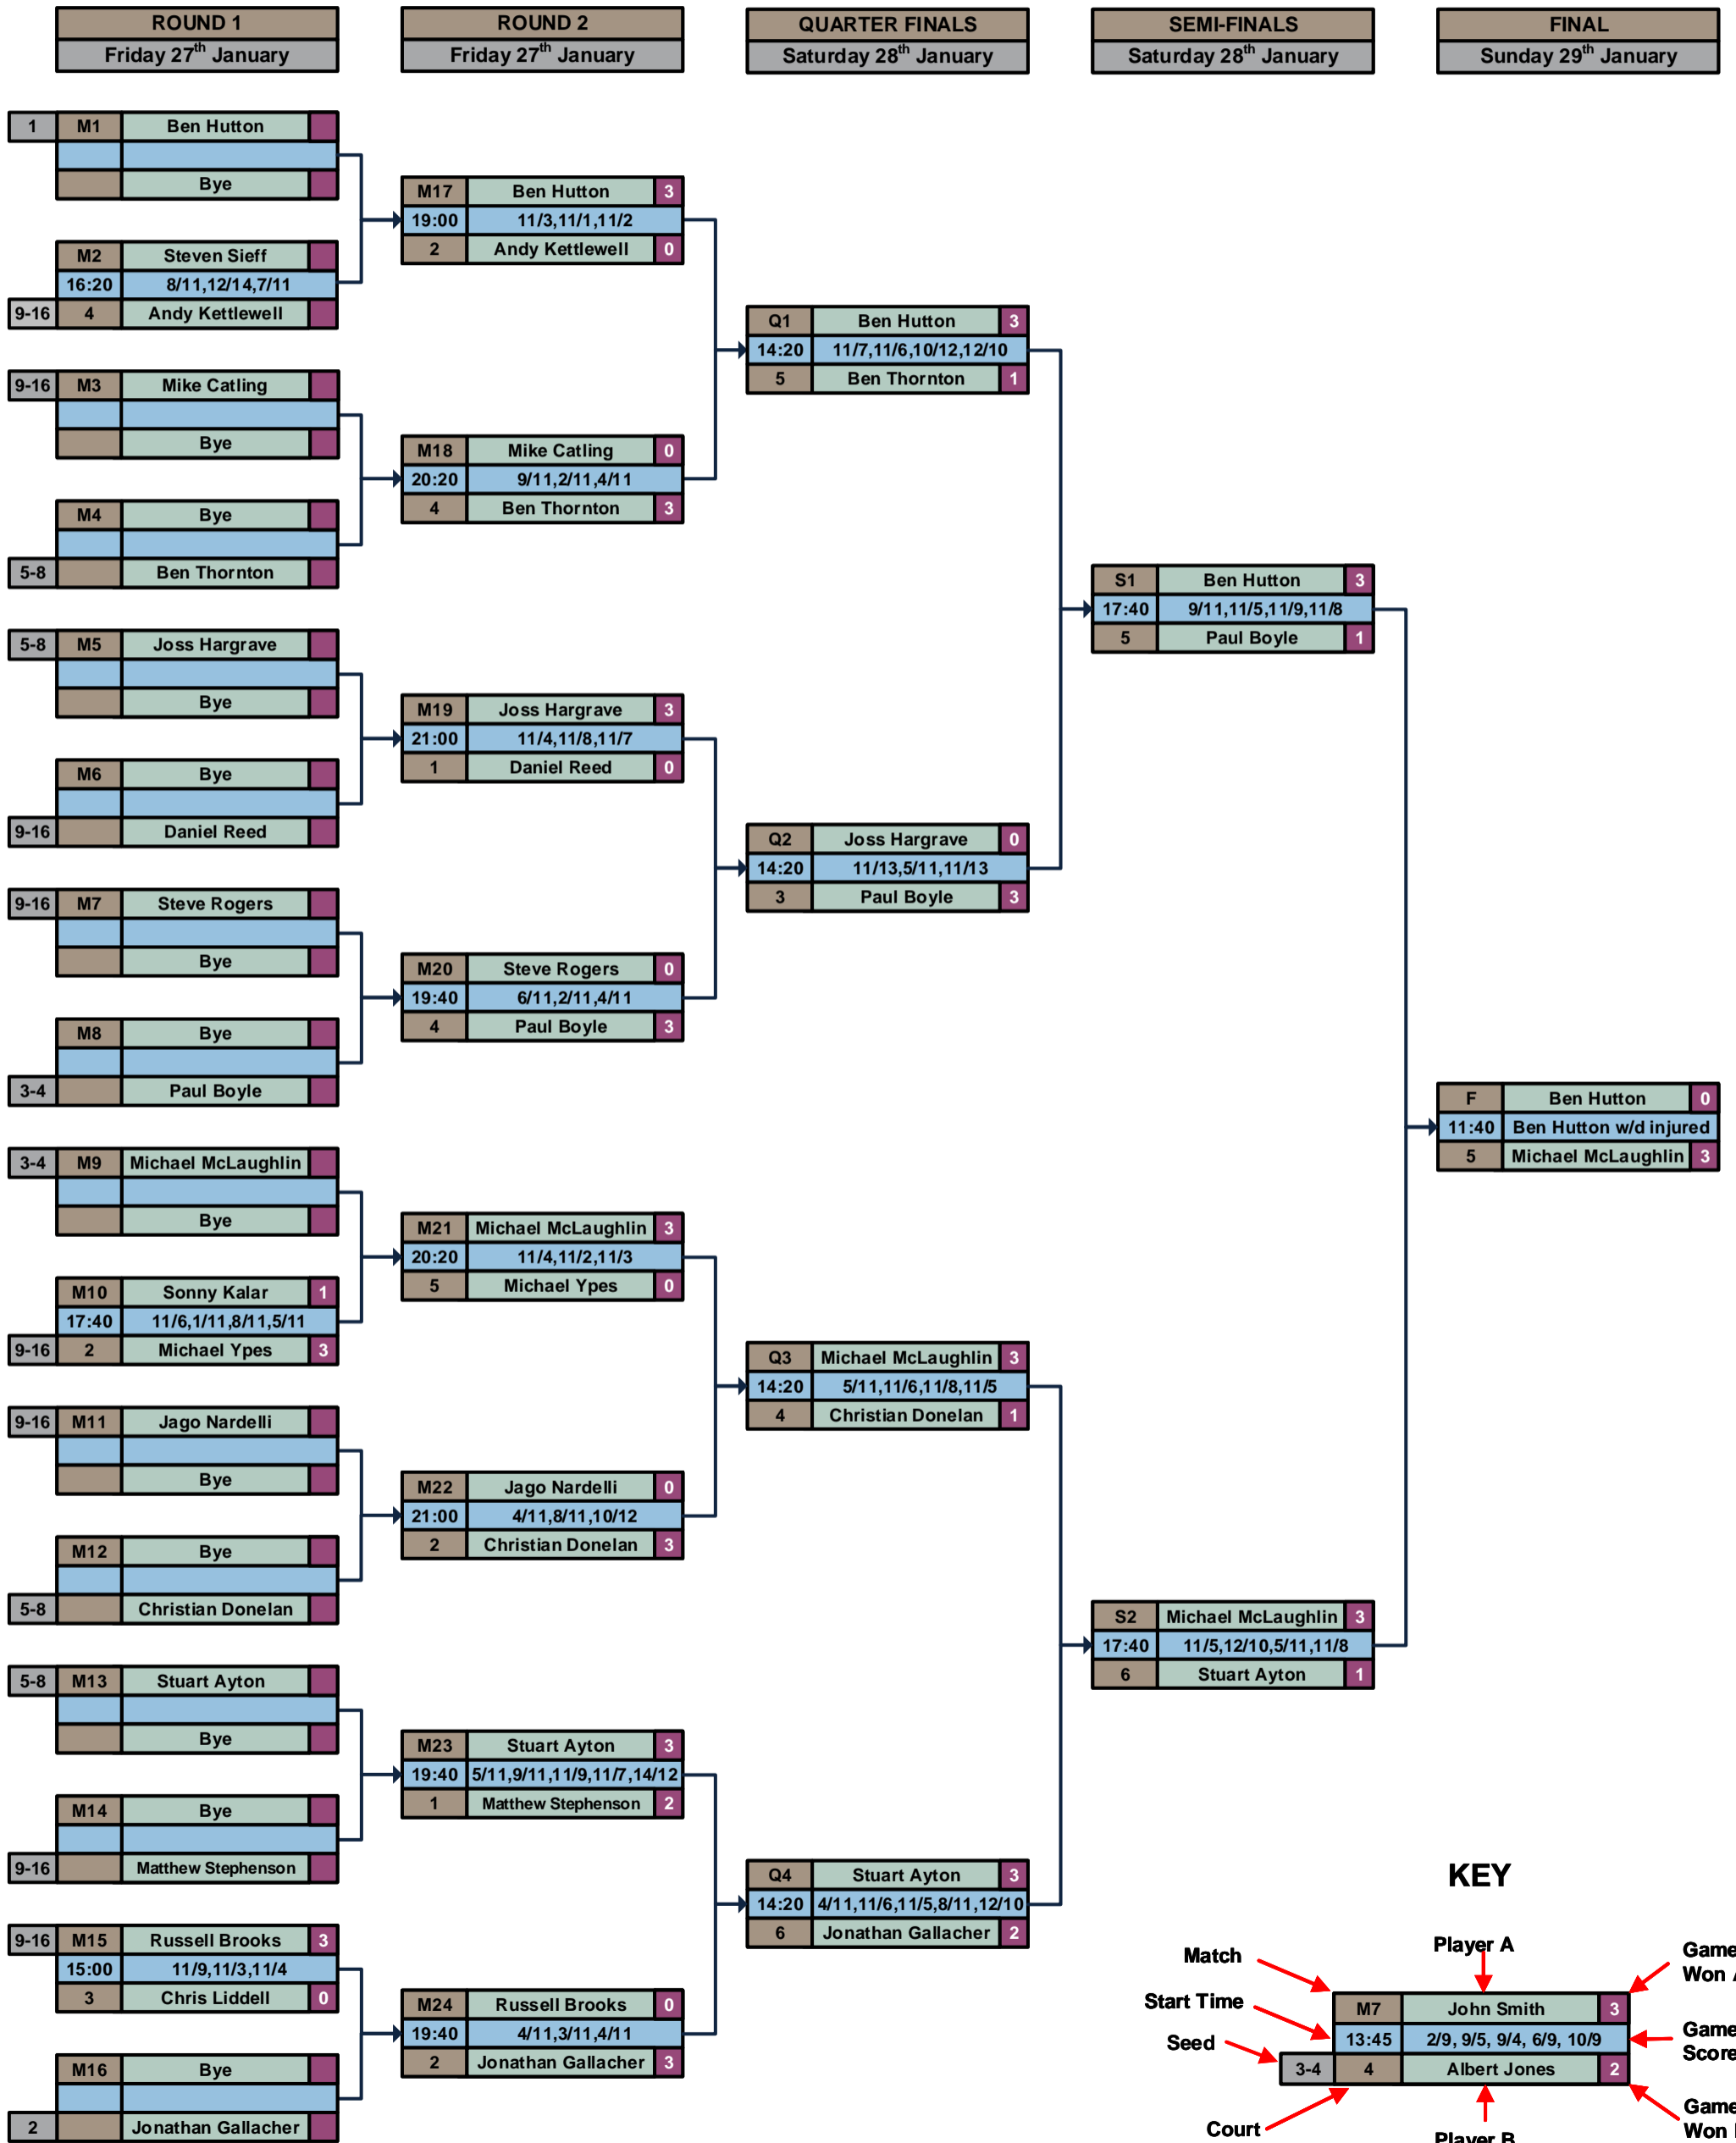 ROUND 1
Friday 27th January
ROUND 2
Friday 27th January
QUARTER FINALS
Saturday 28th January
SEMI-FINALS
Saturday 28th January
FINAL
Sunday 29th January
1 M1 Ben Hutton
Bye
M2 Steven Sieff
16:20 8/11,12/14,7/11
9-16 4 Andy Kettlewell
9-16 M3 Mike Catling
Bye
M4 Bye
5-8 Ben Thornton
5-8 M5 Joss Hargrave
Bye
M6 Bye
9-16 Daniel Reed
9-16 M7 Steve Rogers
Bye
M8 Bye
3-4 Paul Boyle
3-4 M9 Michael McLaughlin
Bye
M10 Sonny Kalar 1
17:40 11/6,1/11,8/11,5/11
9-16 2 Michael Ypes 3
9-16 M11 Jago Nardelli
Bye
M12 Bye
5-8 Christian Donelan
5-8 M13 Stuart Ayton
Bye
M14 Bye
9-16 Matthew Stephenson
9-16 M15 Russell Brooks 3
15:00 11/9,11/3,11/4
3 Chris Liddell 0
M16 Bye
2 Jonathan Gallacher
M17 Ben Hutton 3
19:00 11/3,11/1,11/2
2 Andy Kettlewell 0
M18 Mike Catling 0
20:20 9/11,2/11,4/11
4 Ben Thornton 3
M19 Joss Hargrave 3
21:00 11/4,11/8,11/7
1 Daniel Reed 0
M20 Steve Rogers 0
19:40 6/11,2/11,4/11
4 Paul Boyle 3
M21 Michael McLaughlin 3
20:20 11/4,11/2,11/3
5 Michael Ypes 0
M22 Jago Nardelli 0
21:00 4/11,8/11,10/12
2 Christian Donelan 3
M23 Stuart Ayton 3
19:40 5/11,9/11,11/9,11/7,14/12
1 Matthew Stephenson 2
M24 Russell Brooks 0
19:40 4/11,3/11,4/11
2 Jonathan Gallacher 3
Q1 Ben Hutton 3
14:20 11/7,11/6,10/12,12/10
5 Ben Thornton 1
Q2 Joss Hargrave 0
14:20 11/13,5/11,11/13
3 Paul Boyle 3
Q3 Michael McLaughlin 3
14:20 5/11,11/6,11/8,11/5
4 Christian Donelan 1
Q4 Stuart Ayton 3
14:20 4/11,11/6,11/5,8/11,12/10
6 Jonathan Gallacher 2
S1 Ben Hutton 3
17:40 9/11,11/5,11/9,11/8
5 Paul Boyle 1
S2 Michael McLaughlin 3
17:40 11/5,12/10,5/11,11/8
6 Stuart Ayton 1
F Ben Hutton 0
11:40 Ben Hutton w/d injured
5 Michael McLaughlin 3
KEY
Match
Player A
Game
Won
Start Time
M7 John Smith 3
Seed
13:45 2/9, 9/5, 9/4, 6/9, 10/9
Game
Score
3-4 4 Albert Jones 2
Court
Player B
Game
Won